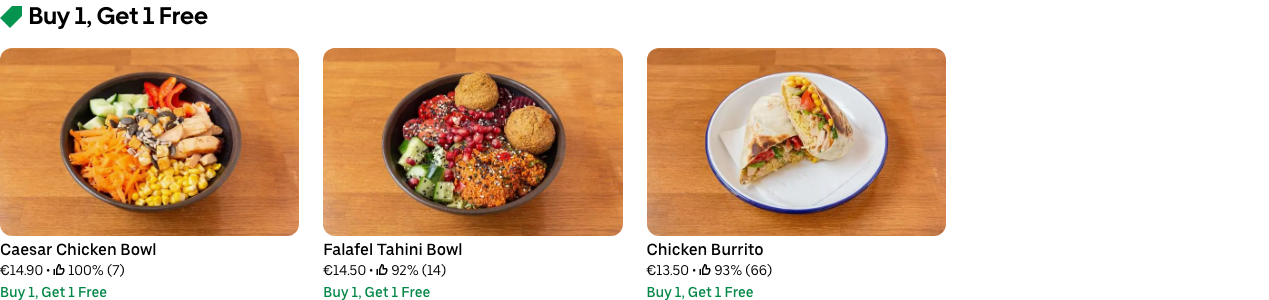 Buy 1, Get 1 Free
Caesar Chicken Bowl
€14.90 • 100% (7)
Buy 1, Get 1 Free
Falafel Tahini Bowl
€14.50 • 92% (14)
Buy 1, Get 1 Free
Chicken Burrito
€13.50 • 93% (66)
Buy 1, Get 1 Free